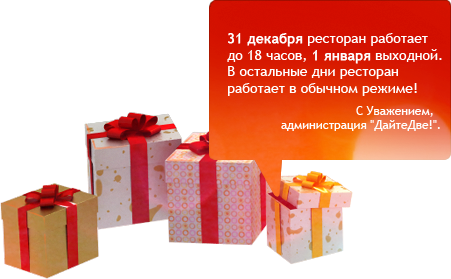 31 декабря ресторан работает
до 18 часов, 1 января выходной.
В остальные дни ресторан
работает в обычном режиме!
С Уважением,
администрация "ДайтеДве!".